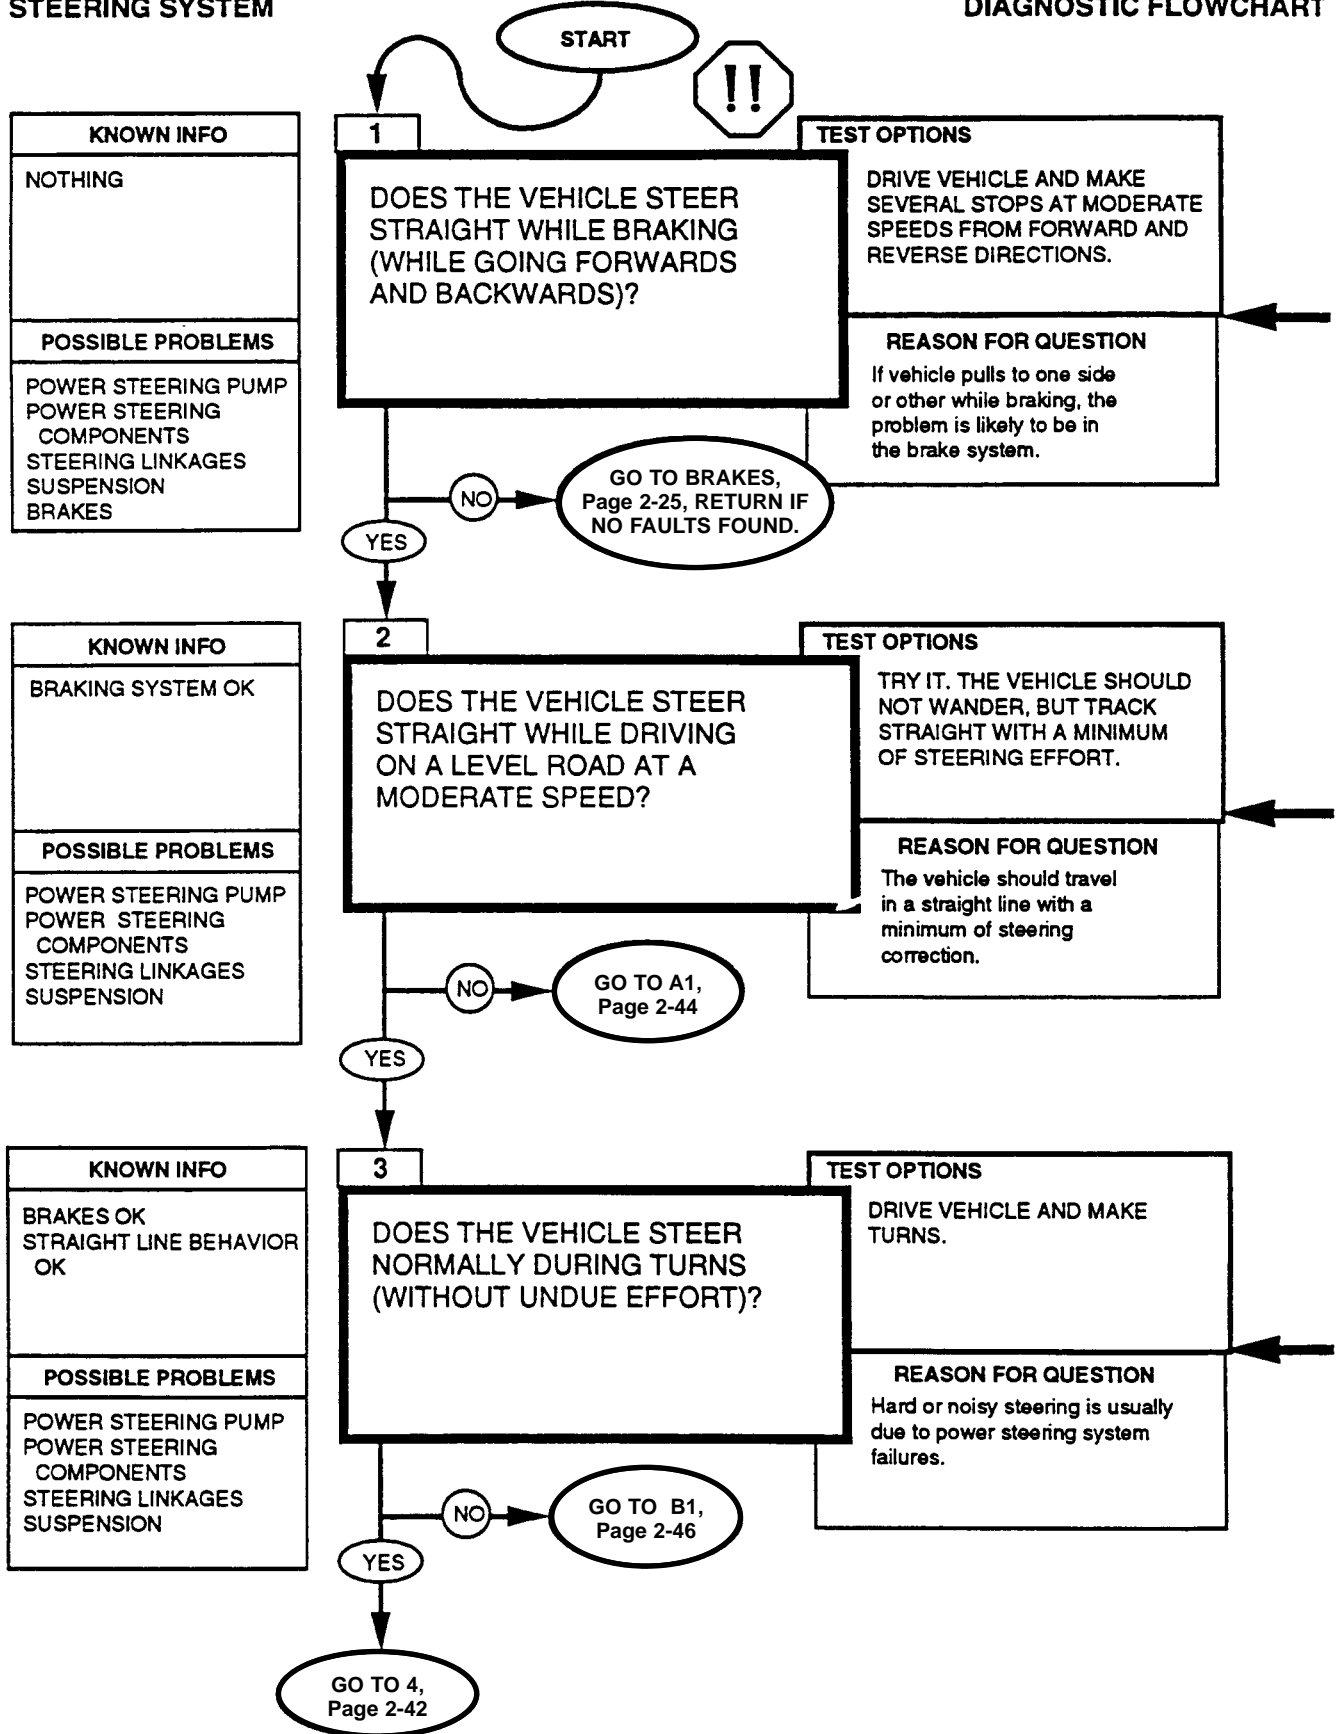 STEERING SYSTEM
DIAGNOSTIC FLOWCHART
START
!!
KNOWN INFO
NOTHING
POSSIBLE PROBLEMS
POWER STEERING PUMP
POWER STEERING
COMPONENTS
STEERING LINKAGES
SUSPENSION
BRAKES
1
DOES THE VEHICLE STEER
STRAIGHT WHILE BRAKING
(WHILE GOING FORWARDS
AND BACKWARDS)?
TEST OPTIONS
DRIVE VEHICLE AND MAKE
SEVERAL STOPS AT MODERATE
SPEEDS FROM FORWARD AND
REVERSE DIRECTIONS.
REASON FOR QUESTION
If vehicle pulls to one side
or other while braking, the
problem is likely to be in
the brake system.
NO
GO TO BRAKES,
Page 2-25, RETURN IF
NO FAULTS FOUND.
YES
KNOWN INFO
BRAKING SYSTEM OK
POSSIBLE PROBLEMS
POWER STEERING PUMP
POWER STEERING
COMPONENTS
STEERING LINKAGES
SUSPENSION
2
DOES THE VEHICLE STEER
STRAIGHT WHILE DRIVING
ON A LEVEL ROAD AT A
MODERATE SPEED?
TEST OPTIONS
TRY IT. THE VEHICLE SHOULD
NOT WANDER, BUT TRACK
STRAIGHT WITH A MINIMUM
OF STEERING EFFORT.
REASON FOR QUESTION
The vehicle should travel
in a straight line with a
minimum of steering
correction.
NO
GO TO A1,
Page 2-44
YES
KNOWN INFO
BRAKES OK
STRAIGHT LINE BEHAVIOR
OK
POSSIBLE PROBLEMS
POWER STEERING PUMP
POWER STEERING
COMPONENTS
STEERING LINKAGES
SUSPENSION
3
DOES THE VEHICLE STEER
NORMALLY DURING TURNS
(WITHOUT UNDUE EFFORT)?
TEST OPTIONS
DRIVE VEHICLE AND MAKE
TURNS.
REASON FOR QUESTION
Hard or noisy steering is usually
due to power steering system
failures.
NO
GO TO B1,
Page 2-46
YES
GO TO 4,
Page 2-42